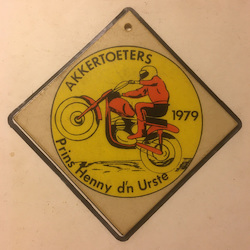 AKKERTOETERS
1979
Prins Henny d'n Urste